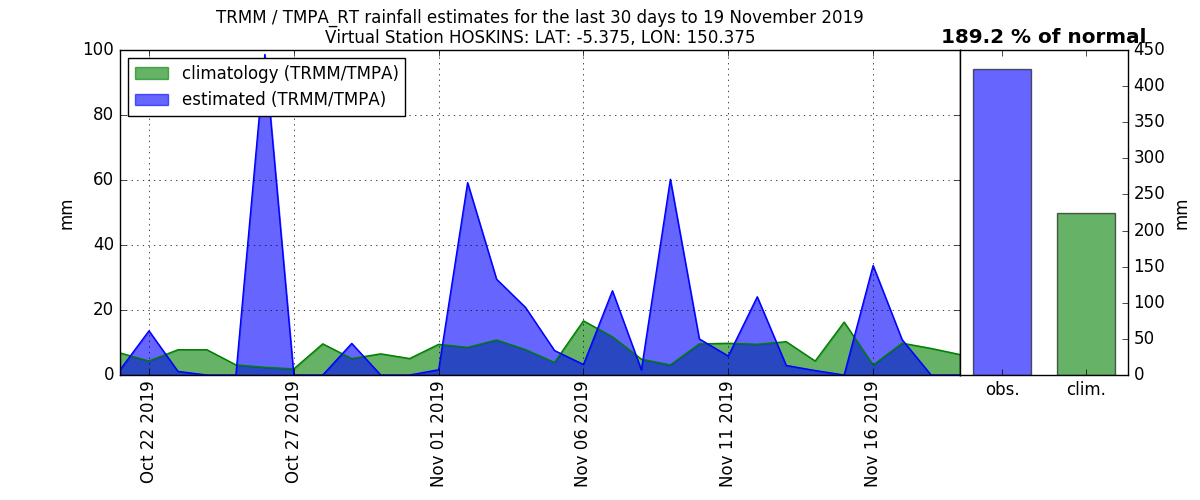 TRMM / TMPA_RT rainfall estimates for the last 30 days to 19 November 2019
Virtual Station HOSKINS: LAT: -5.375, LON: 150.375
189.2 % of normal
climatology (TRMM/TMPA)
estimated (TRMM/TMPA)
mm
100
80
60
40
20
0
Oct 22 2019
Oct 27 2019
Nov 01 2019
Nov 06 2019
Nov 11 2019
Nov 16 2019
obs.
clim.
450
400
350
300
250
200
150
100
50
0
mm